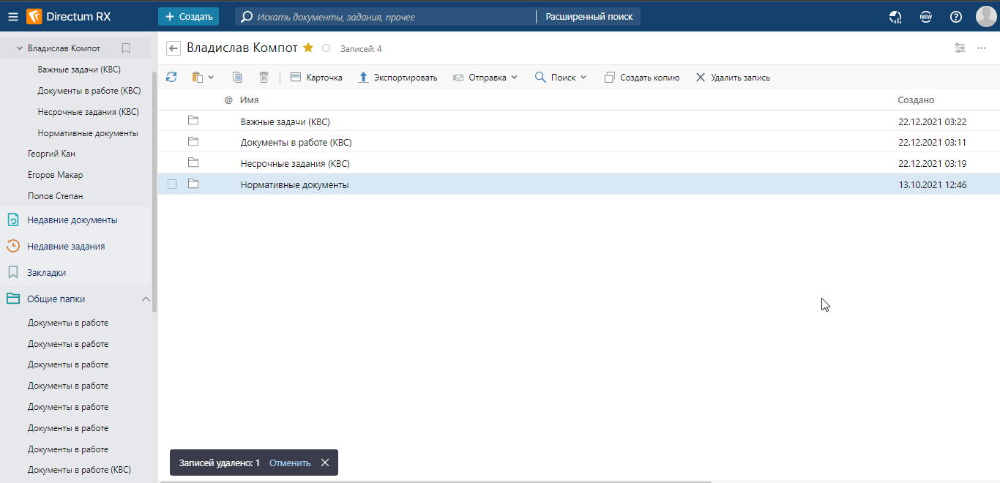 Directum RX
Создать
Искать документы, задания, прочее
Расширенный поиск
NEW
?
Владислав Компот
Важные задачи (КВС)
Документы в работе (КВС)
Несрочные задания (КВС)
Нормативные документы
Георгий Кан
Егоров Макар
Попов Степан
Недавние документы
Недавние задания
Закладки
Общие папки
Документы в работе
Документы в работе
Документы в работе
Документы в работе
Документы в работе
Документы в работе
Документы в работе
Документы в работе (КВС)
Владислав Компот
Записей: 4
Карточка Экспортировать Отправка Поиск Создать копию Удалить запись
@ Имя Создано
Важные задачи (КВС) 22.12.2021 03:22
Документы в работе (КВС) 22.12.2021 03:11
Несрочные задания (КВС) 22.12.2021 03:19
Нормативные документы 13.10.2021 12:46
Записей удалено: 1 Отменить